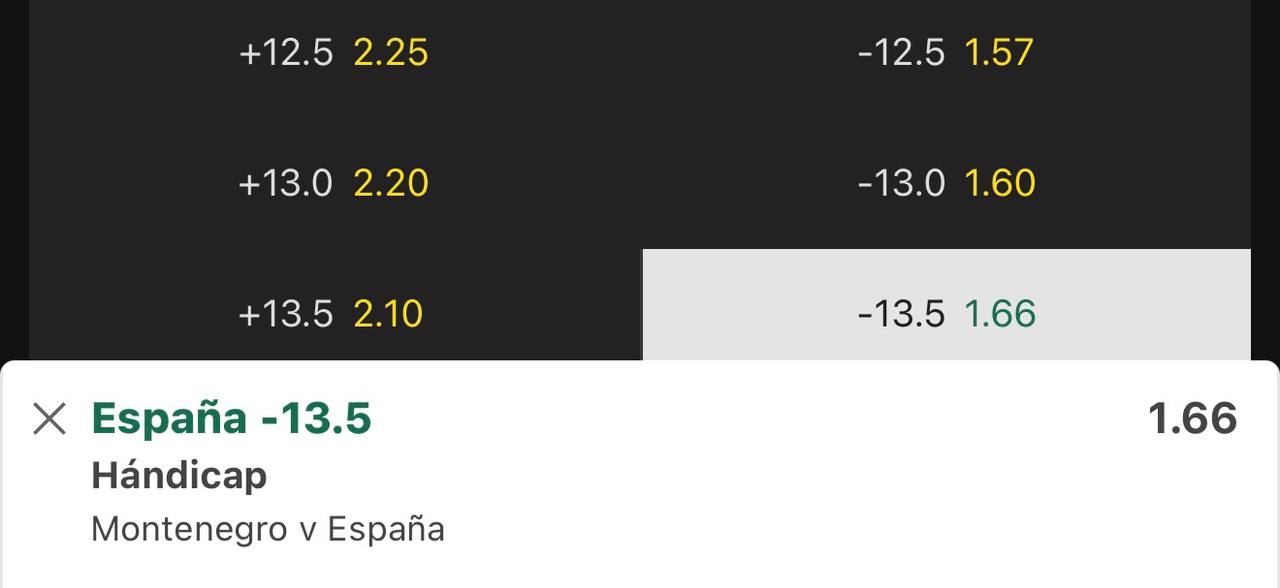 +12.5 2.25 -12.5 1.57
+13.0 2.20 -13.0 1.60
+13.5 2.10 -13.5 1.66
España -13.5 1.66
Hándicap
Montenegro v España